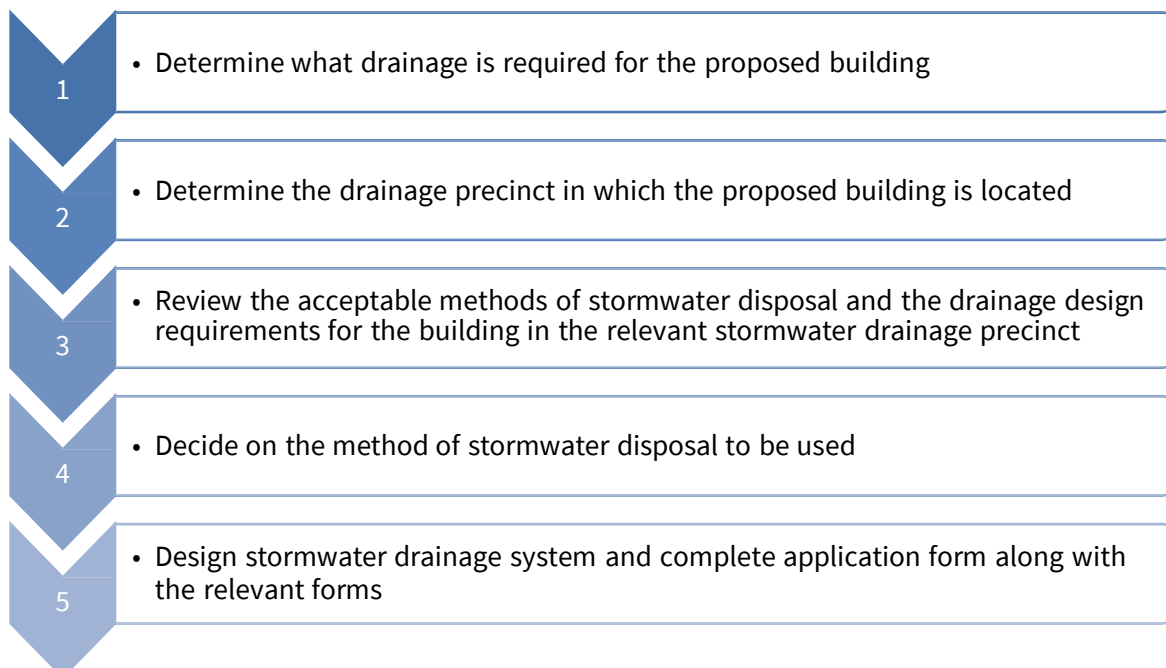 1
• Determine what drainage is required for the proposed building
2
• Determine the drainage precinct in which the proposed building is located
3
• Review the acceptable methods of stormwater disposal and the drainage design
requirements for the building in the relevant stormwater drainage precinct
4
• Decide on the method of stormwater disposal to be used
5
• Design stormwater drainage system and complete application form along with
the relevant forms